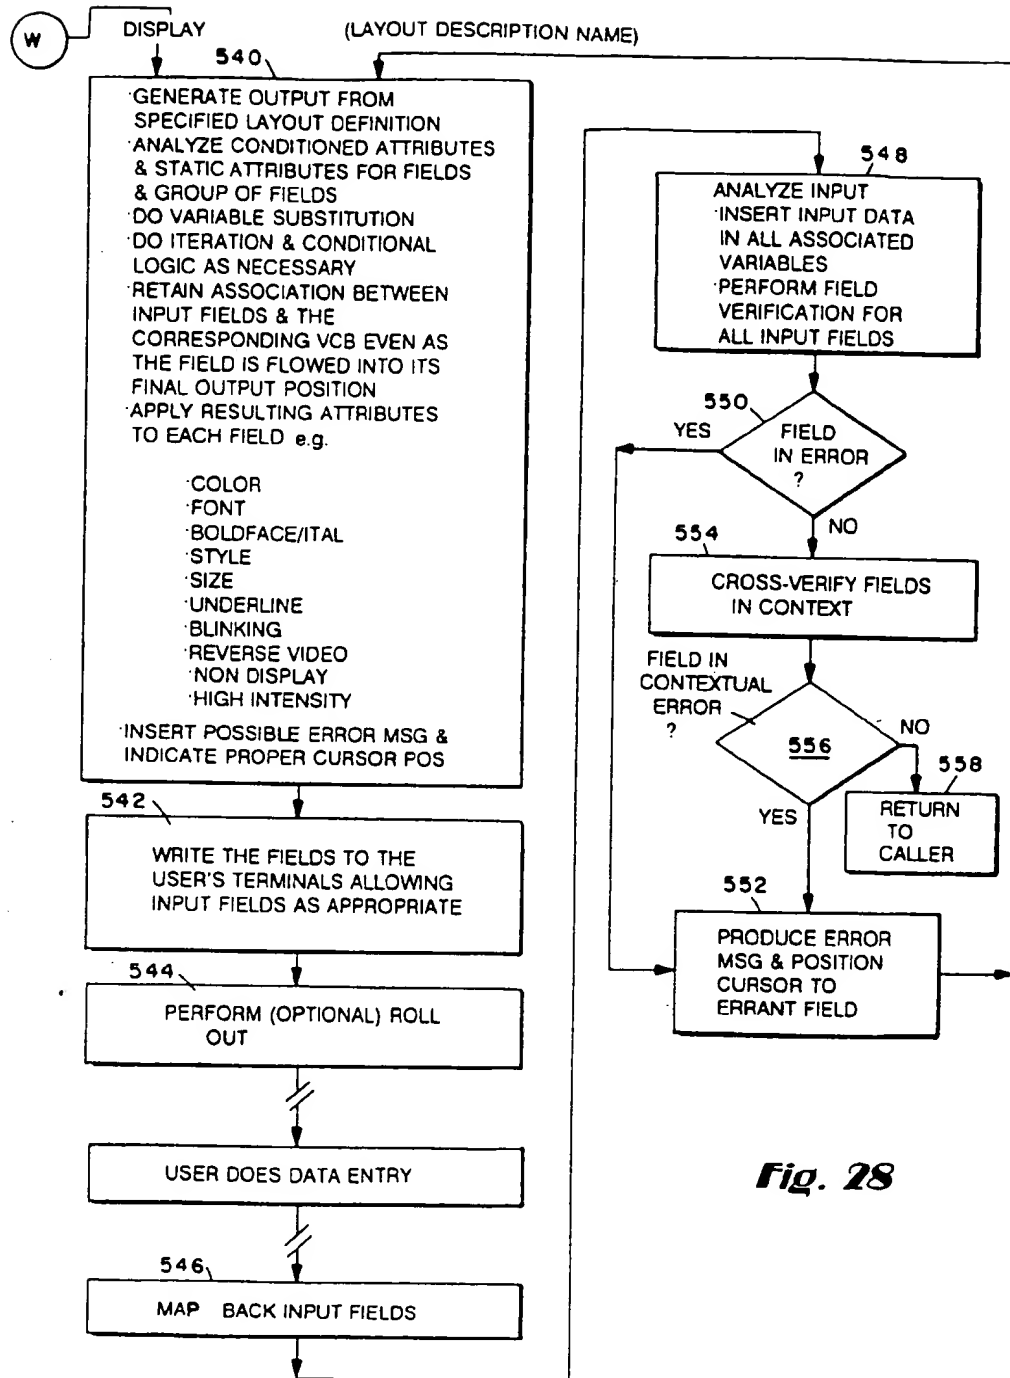 W
DISPLAY
(LAYOUT DESCRIPTION NAME)
540
·GENERATE OUTPUT FROM
SPECIFIED LAYOUT DEFINITION
·ANALYZE CONDITIONED ATTRIBUTES
& STATIC ATTRIBUTES FOR FIELDS
& GROUP OF FIELDS
·DO VARIABLE SUBSTITUTION
·DO ITERATION & CONDITIONAL
LOGIC AS NECESSARY
·RETAIN ASSOCIATION BETWEEN
INPUT FIELDS & THE
CORRESPONDING VCB EVEN AS
THE FIELD IS FLOWED INTO ITS
FINAL OUTPUT POSITION
·APPLY RESULTING ATTRIBUTES
TO EACH FIELD e.g.
·COLOR
·FONT
·BOLDFACE/ITAL
·STYLE
·SIZE
·UNDERLINE
·BLINKING
·REVERSE VIDEO
·NON DISPLAY
·HIGH INTENSITY
·INSERT POSSIBLE ERROR MSG &
INDICATE PROPER CURSOR POS
542
WRITE THE FIELDS TO THE
USER'S TERMINALS ALLOWING
INPUT FIELDS AS APPROPRIATE
544
PERFORM (OPTIONAL) ROLL
OUT
USER DOES DATA ENTRY
546
MAP BACK INPUT FIELDS
548
ANALYZE INPUT
·INSERT INPUT DATA
IN ALL ASSOCIATED
VARIABLES
·PERFORM FIELD
VERIFICATION FOR
ALL INPUT FIELDS
550
YES
FIELD
IN ERROR
?
NO
554
CROSS-VERIFY FIELDS
IN CONTEXT
FIELD IN
CONTEXTUAL
ERROR
?
556
NO
558
YES
RETURN
TO
CALLER
552
PRODUCE ERROR
MSG & POSITION
CURSOR TO
ERRANT FIELD
Fig. 28